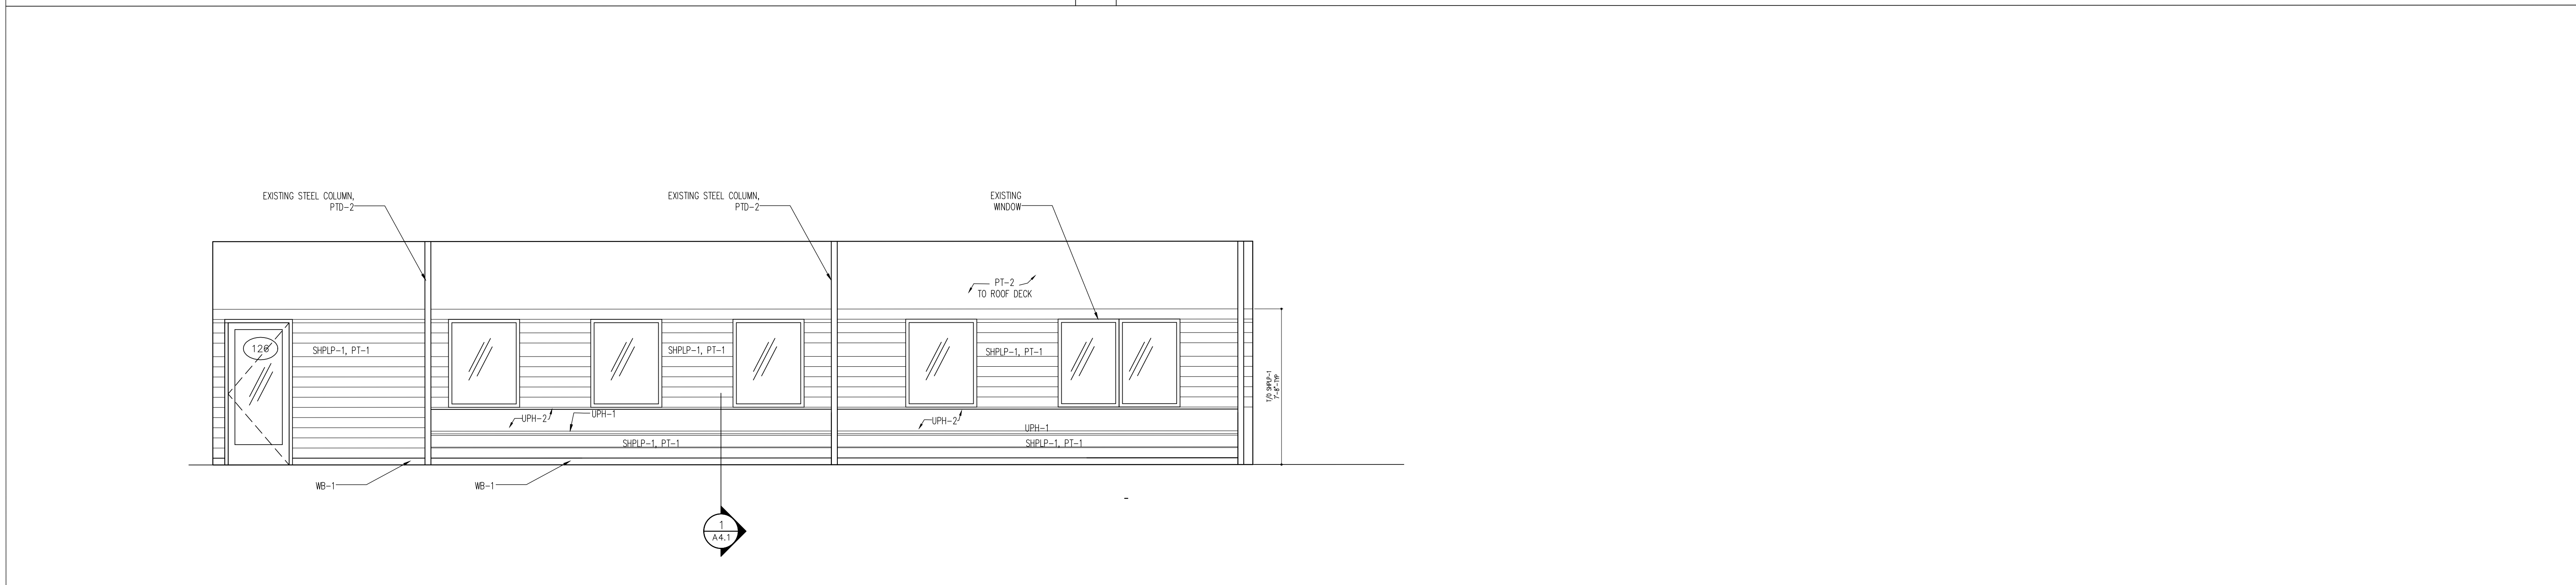 EXISTING STEEL COLUMN,
PTD-2
EXISTING STEEL COLUMN,
PTD-2
EXISTING
WINDOW
PT-2
TO ROOF DECK
126
SHPLP-1, PT-1
SHPLP-1, PT-1
SHPLP-1, PT-1
T/O SHPLP-1
7'-8" TYP
UPH-2
UPH-1
UPH-2
UPH-1
SHPLP-1, PT-1
SHPLP-1, PT-1
WB-1
WB-1
1
A4.1